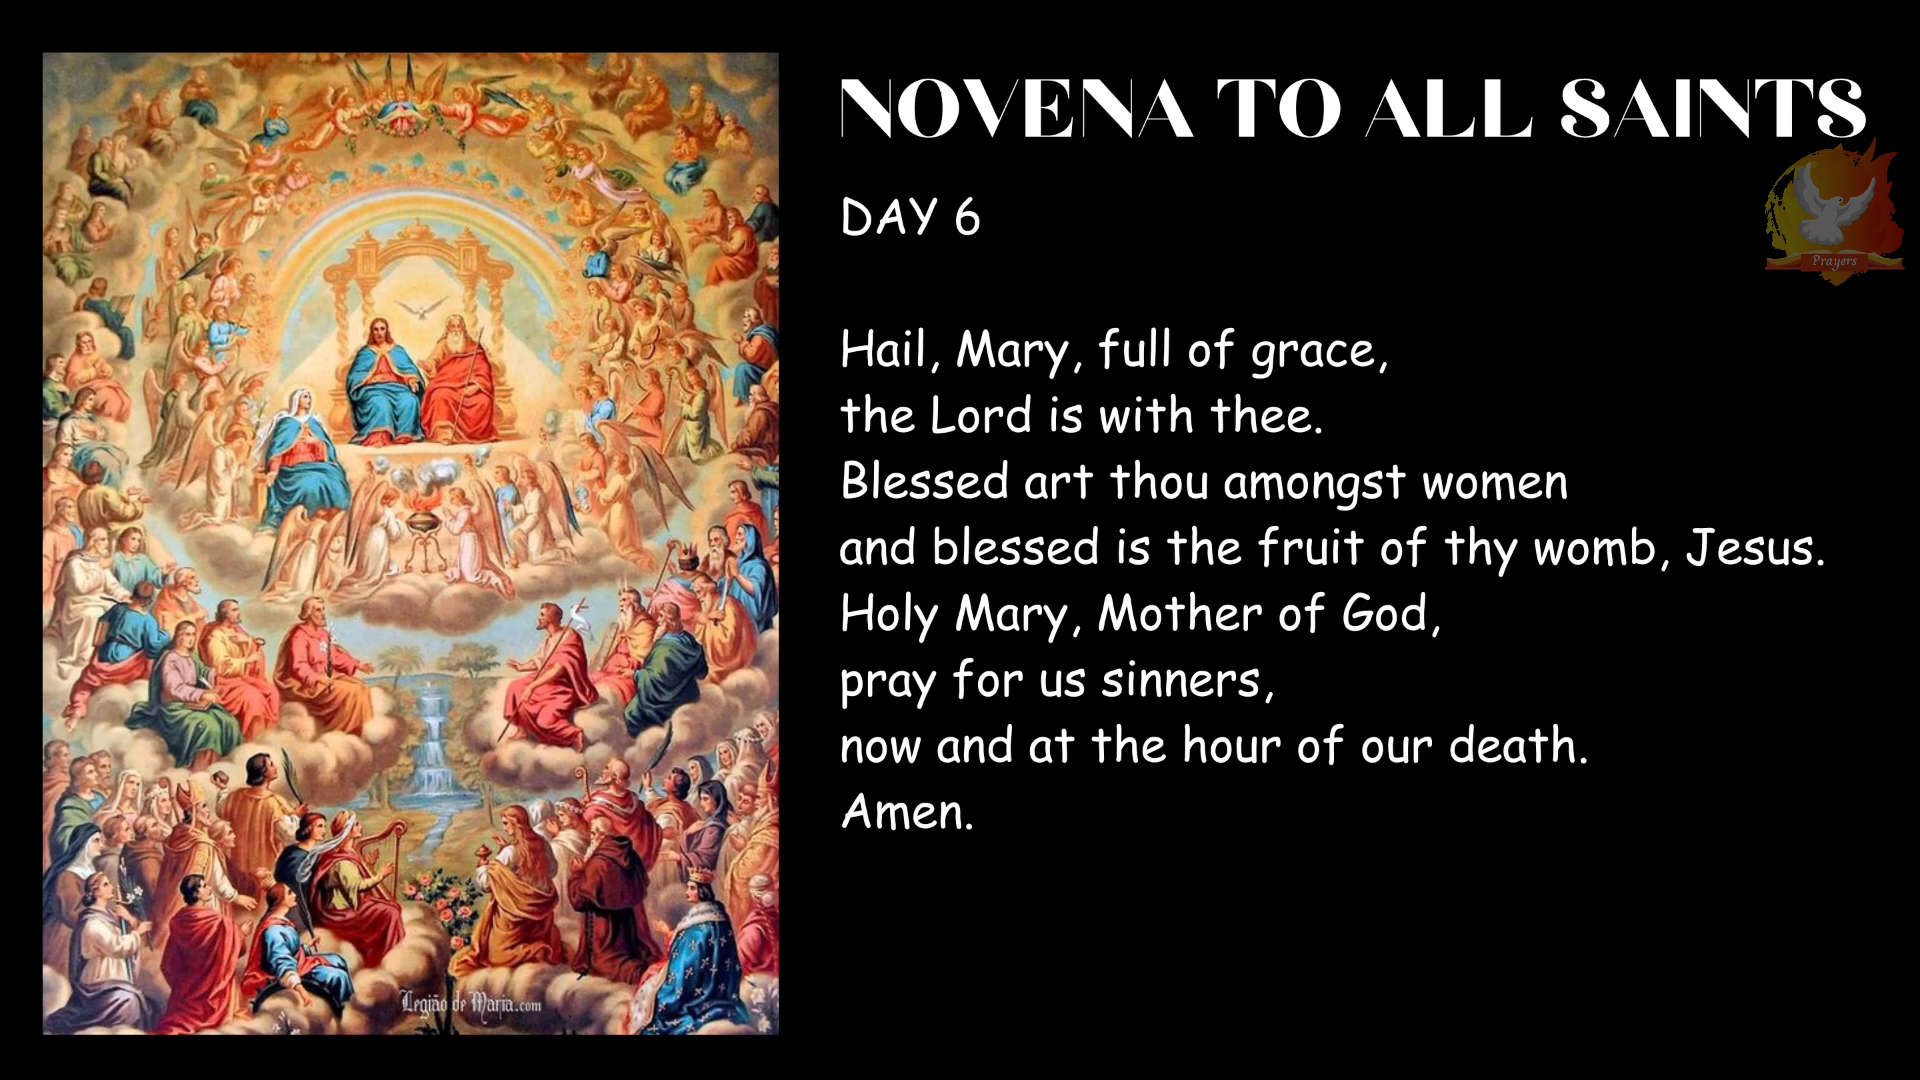 NOVENA TO ALL SAINTS
Prayers
DAY 6
Hail, Mary, full of grace,
the Lord is with thee.
Blessed art thou amongst women
and blessed is the fruit of thy womb, Jesus.
Holy Mary, Mother of God,
pray for us sinners,
now and at the hour of our death.
Amen.
Legião de Maria.com